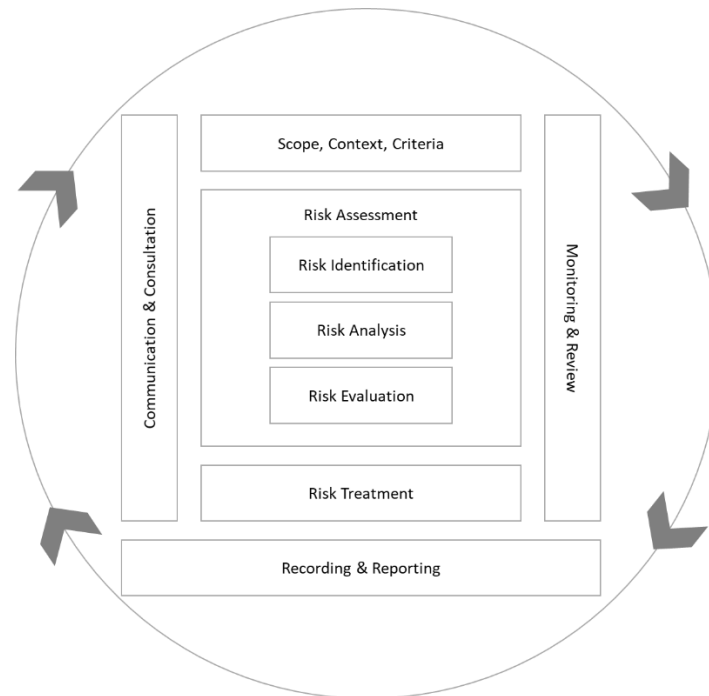 Scope, Context, Criteria
Communication & Consultation
Risk Assessment
Risk Identification
Risk Analysis
Risk Evaluation
Monitoring & Review
Risk Treatment
Recording & Reporting